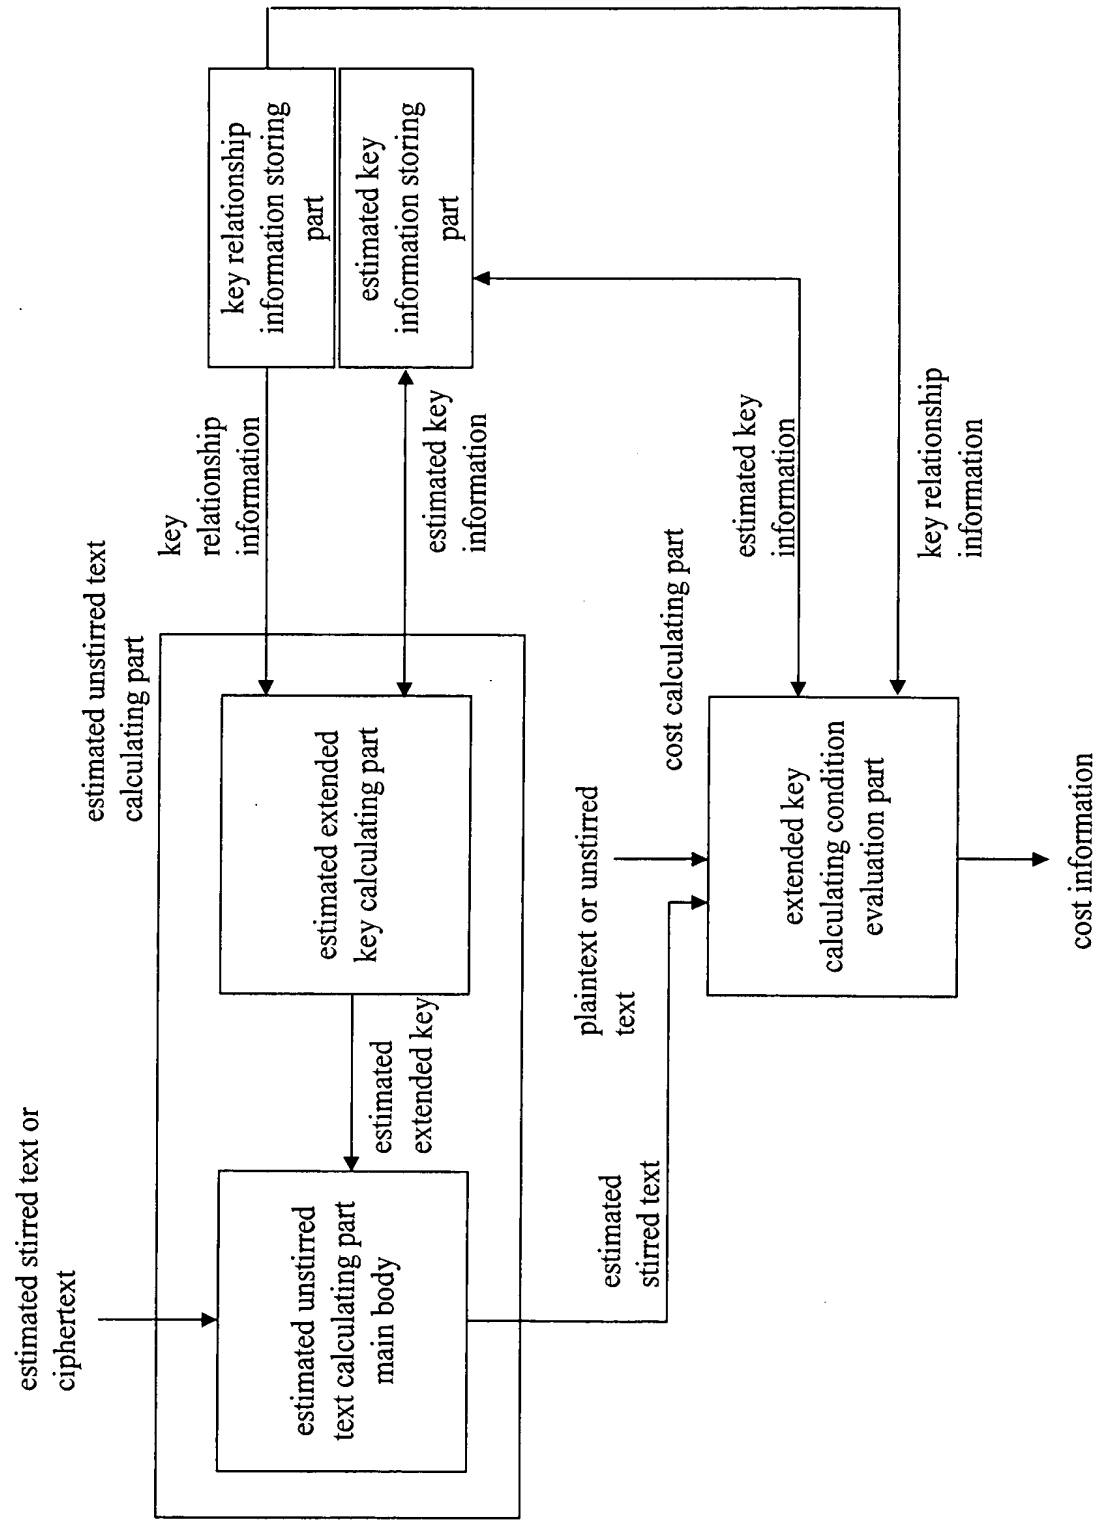 estimated stirred text or
ciphertext
estimated unstirred text
calculating part
estimated unstirred
text calculating part
main body
estimated
extended key
estimated extended
key calculating part
key
relationship
information
estimated key
information
key relationship
information storing
part
estimated key
information storing
part
estimated
stirred text
plaintext or unstirred
text
cost calculating part
extended key
calculating condition
evaluation part
estimated key
information
key relationship
information
cost information